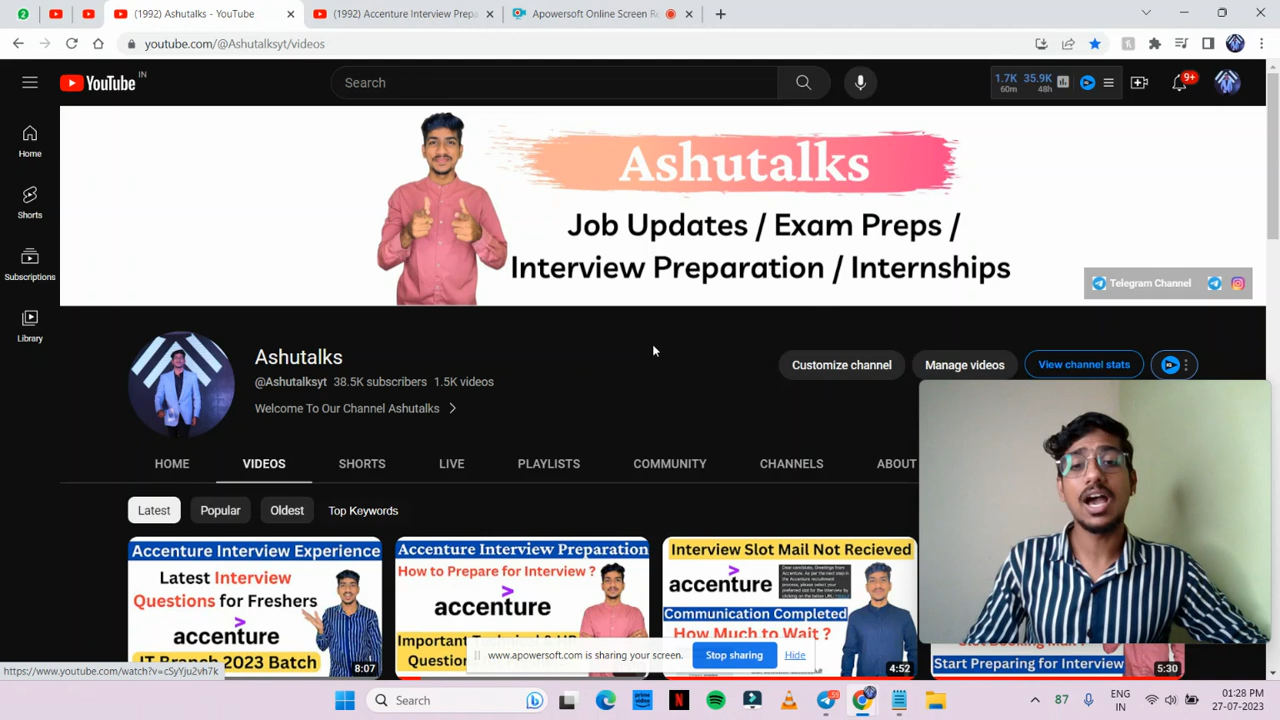 (1992) Ashutalks - YouTube
(1992) Accenture Interview Prepa
Apowersoft Online Screen Re
youtube.com/@Ashutalksyt/videos
YouTube IN
Search
1.7K 35.9K
60m 48h
9+
Home
Shorts
Subscriptions
Library
Ashutalks
Job Updates / Exam Preps /
Interview Preparation / Internships
Telegram Channel
Ashutalks
@Ashutalksyt 38.5K subscribers 1.5K videos
Welcome To Our Channel Ashutalks
Customize channel
Manage videos
View channel stats
HOME
VIDEOS
SHORTS
LIVE
PLAYLISTS
COMMUNITY
CHANNELS
ABOUT
Latest
Popular
Oldest
Top Keywords
Accenture Interview Experience
Latest Interview
Questions for Freshers
accenture
IT Branch 2023 Batch
8:07
Accenture Interview Preparation
How to Prepare for Interview ?
accenture
Important Technical & HR
Question
Interview Slot Mail Not Recieved
accenture
Communication Completed
How Much to Wait ?
4:52
Start Preparing for Interview
5:30
www.apowersoft.com is sharing your screen.
Stop sharing
Hide
https://www.youtube.com/watch?v=cSyYju2vh7k
Search
51
87
ENG
IN
01:28 PM
27-07-2023